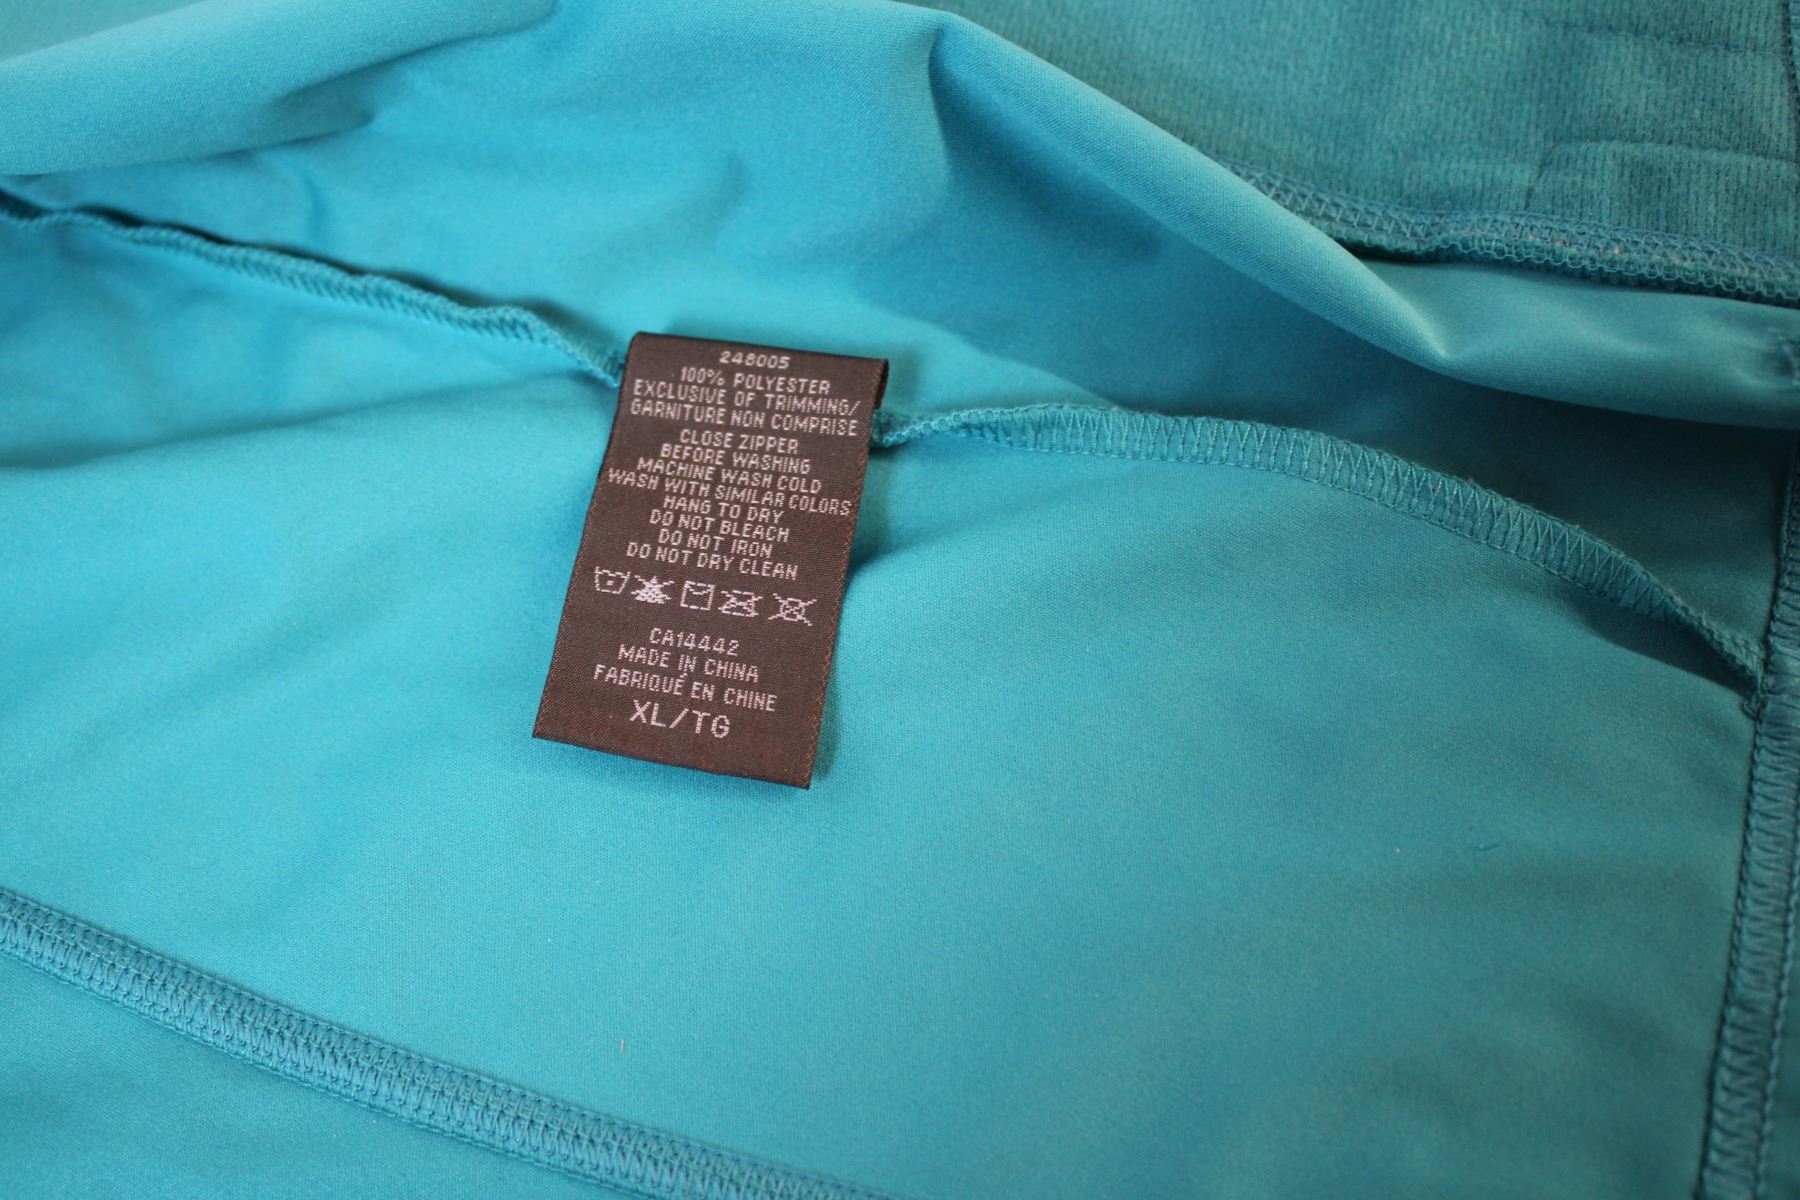 248005
100% POLYESTER
EXCLUSIVE OF TRIMMING/
GARNITURE NON COMPRISE
CLOSE ZIPPER
BEFORE WASHING
MACHINE WASH COLD
WASH WITH SIMILAR COLORS
HANG TO DRY
DO NOT BLEACH
DO NOT IRON
DO NOT DRY CLEAN
CA14442
MADE IN CHINA
FABRIQUÉ EN CHINE
XL/TG